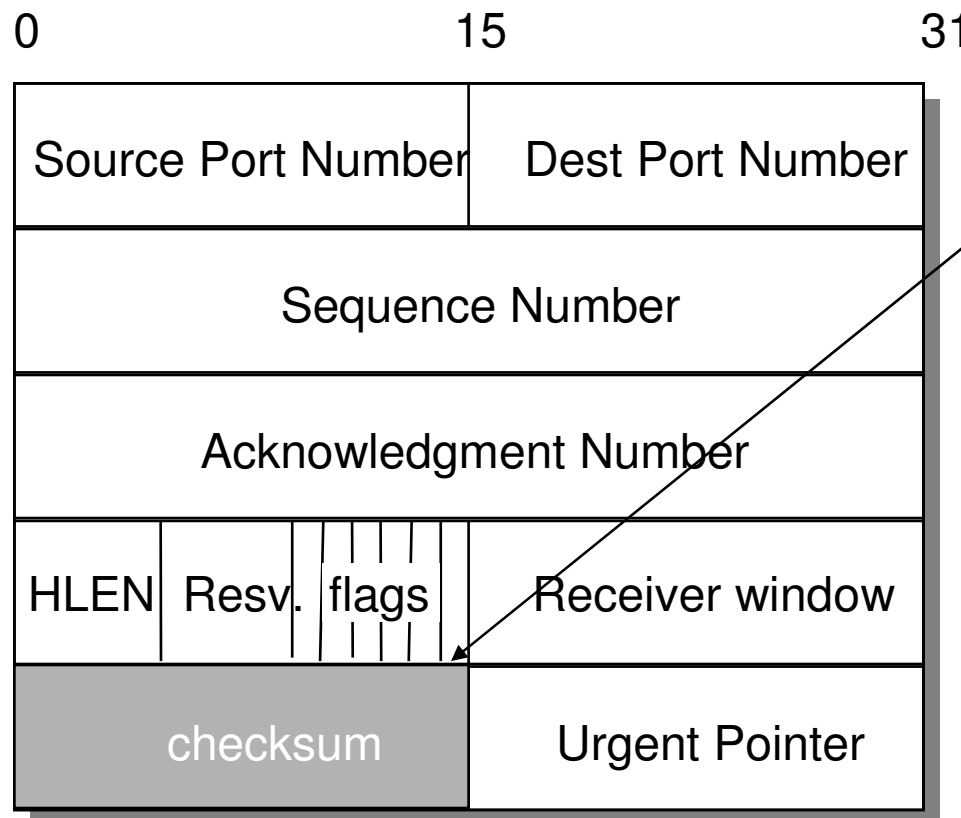 0 15 31
Source Port Number Dest Port Number
Sequence Number
Acknowledgment Number
HLEN Resv. flags Receiver window
checksum Urgent Pointer